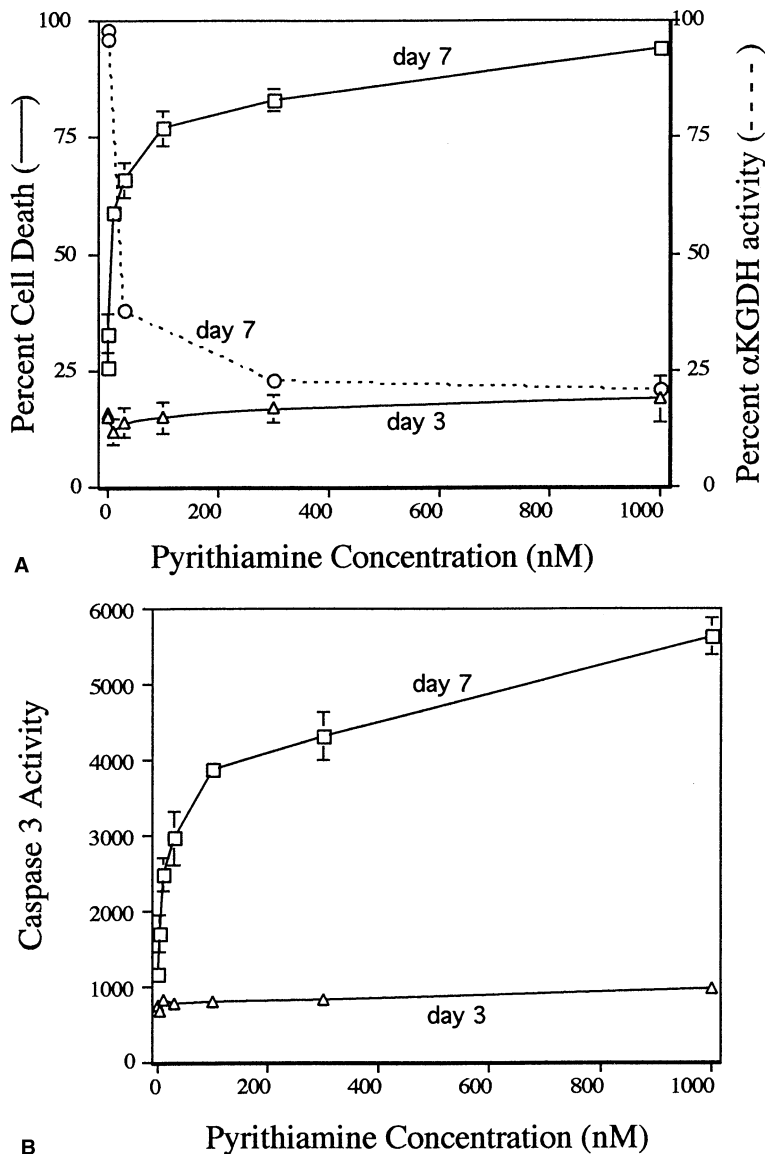 100
75
50
25
0
100
75
50
25
0
Percent Cell Death (——)
Percent αKGDH activity (- - - -)
day 7
day 7
day 3
0
200
400
600
800
1000
Pyrithiamine Concentration (nM)
A
6000
5000
4000
3000
2000
1000
0
Caspase 3 Activity
day 7
day 3
0
200
400
600
800
1000
Pyrithiamine Concentration (nM)
B